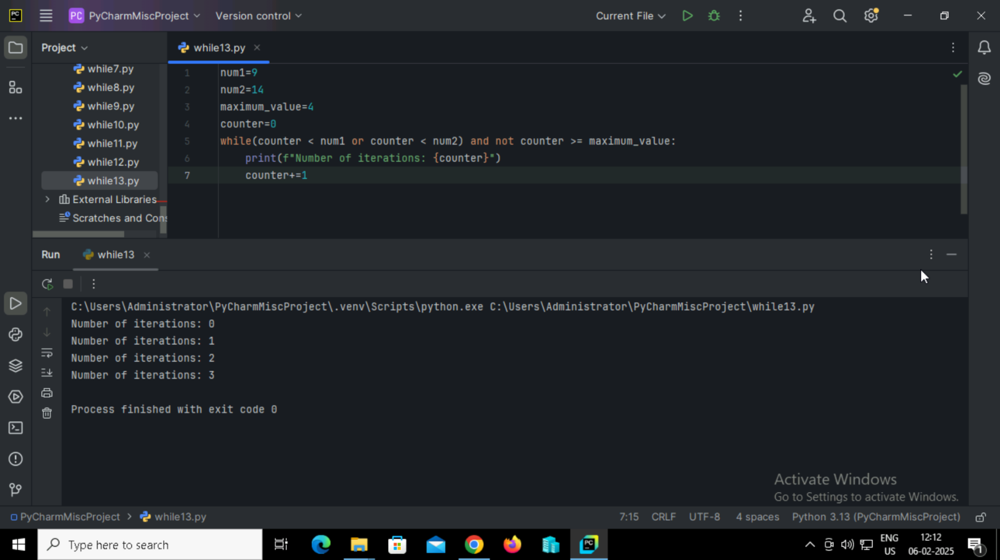 PC
PC PyCharmMiscProject
Version control
Current File
Project
while13.py
while7.py
while8.py
while9.py
while10.py
while11.py
while12.py
while13.py
External Libraries
Scratches and Cons
1 num1=9
2 num2=14
3 maximum_value=4
4 counter=0
5 while(counter < num1 or counter < num2) and not counter >= maximum_value:
6 print(f"Number of iterations: {counter}")
7 counter+=1
Run
while13
C:\Users\Administrator\PyCharmMiscProject\.venv\Scripts\python.exe C:\Users\Administrator\PyCharmMiscProject\while13.py
Number of iterations: 0
Number of iterations: 1
Number of iterations: 2
Number of iterations: 3
Process finished with exit code 0
Activate Windows
Go to Settings to activate Windows.
PyCharmMiscProject > while13.py
7:15 CRLF UTF-8 4 spaces Python 3.13 (PyCharmMiscProject)
Type here to search
PC
ENG
US
12:12
06-02-2025
1